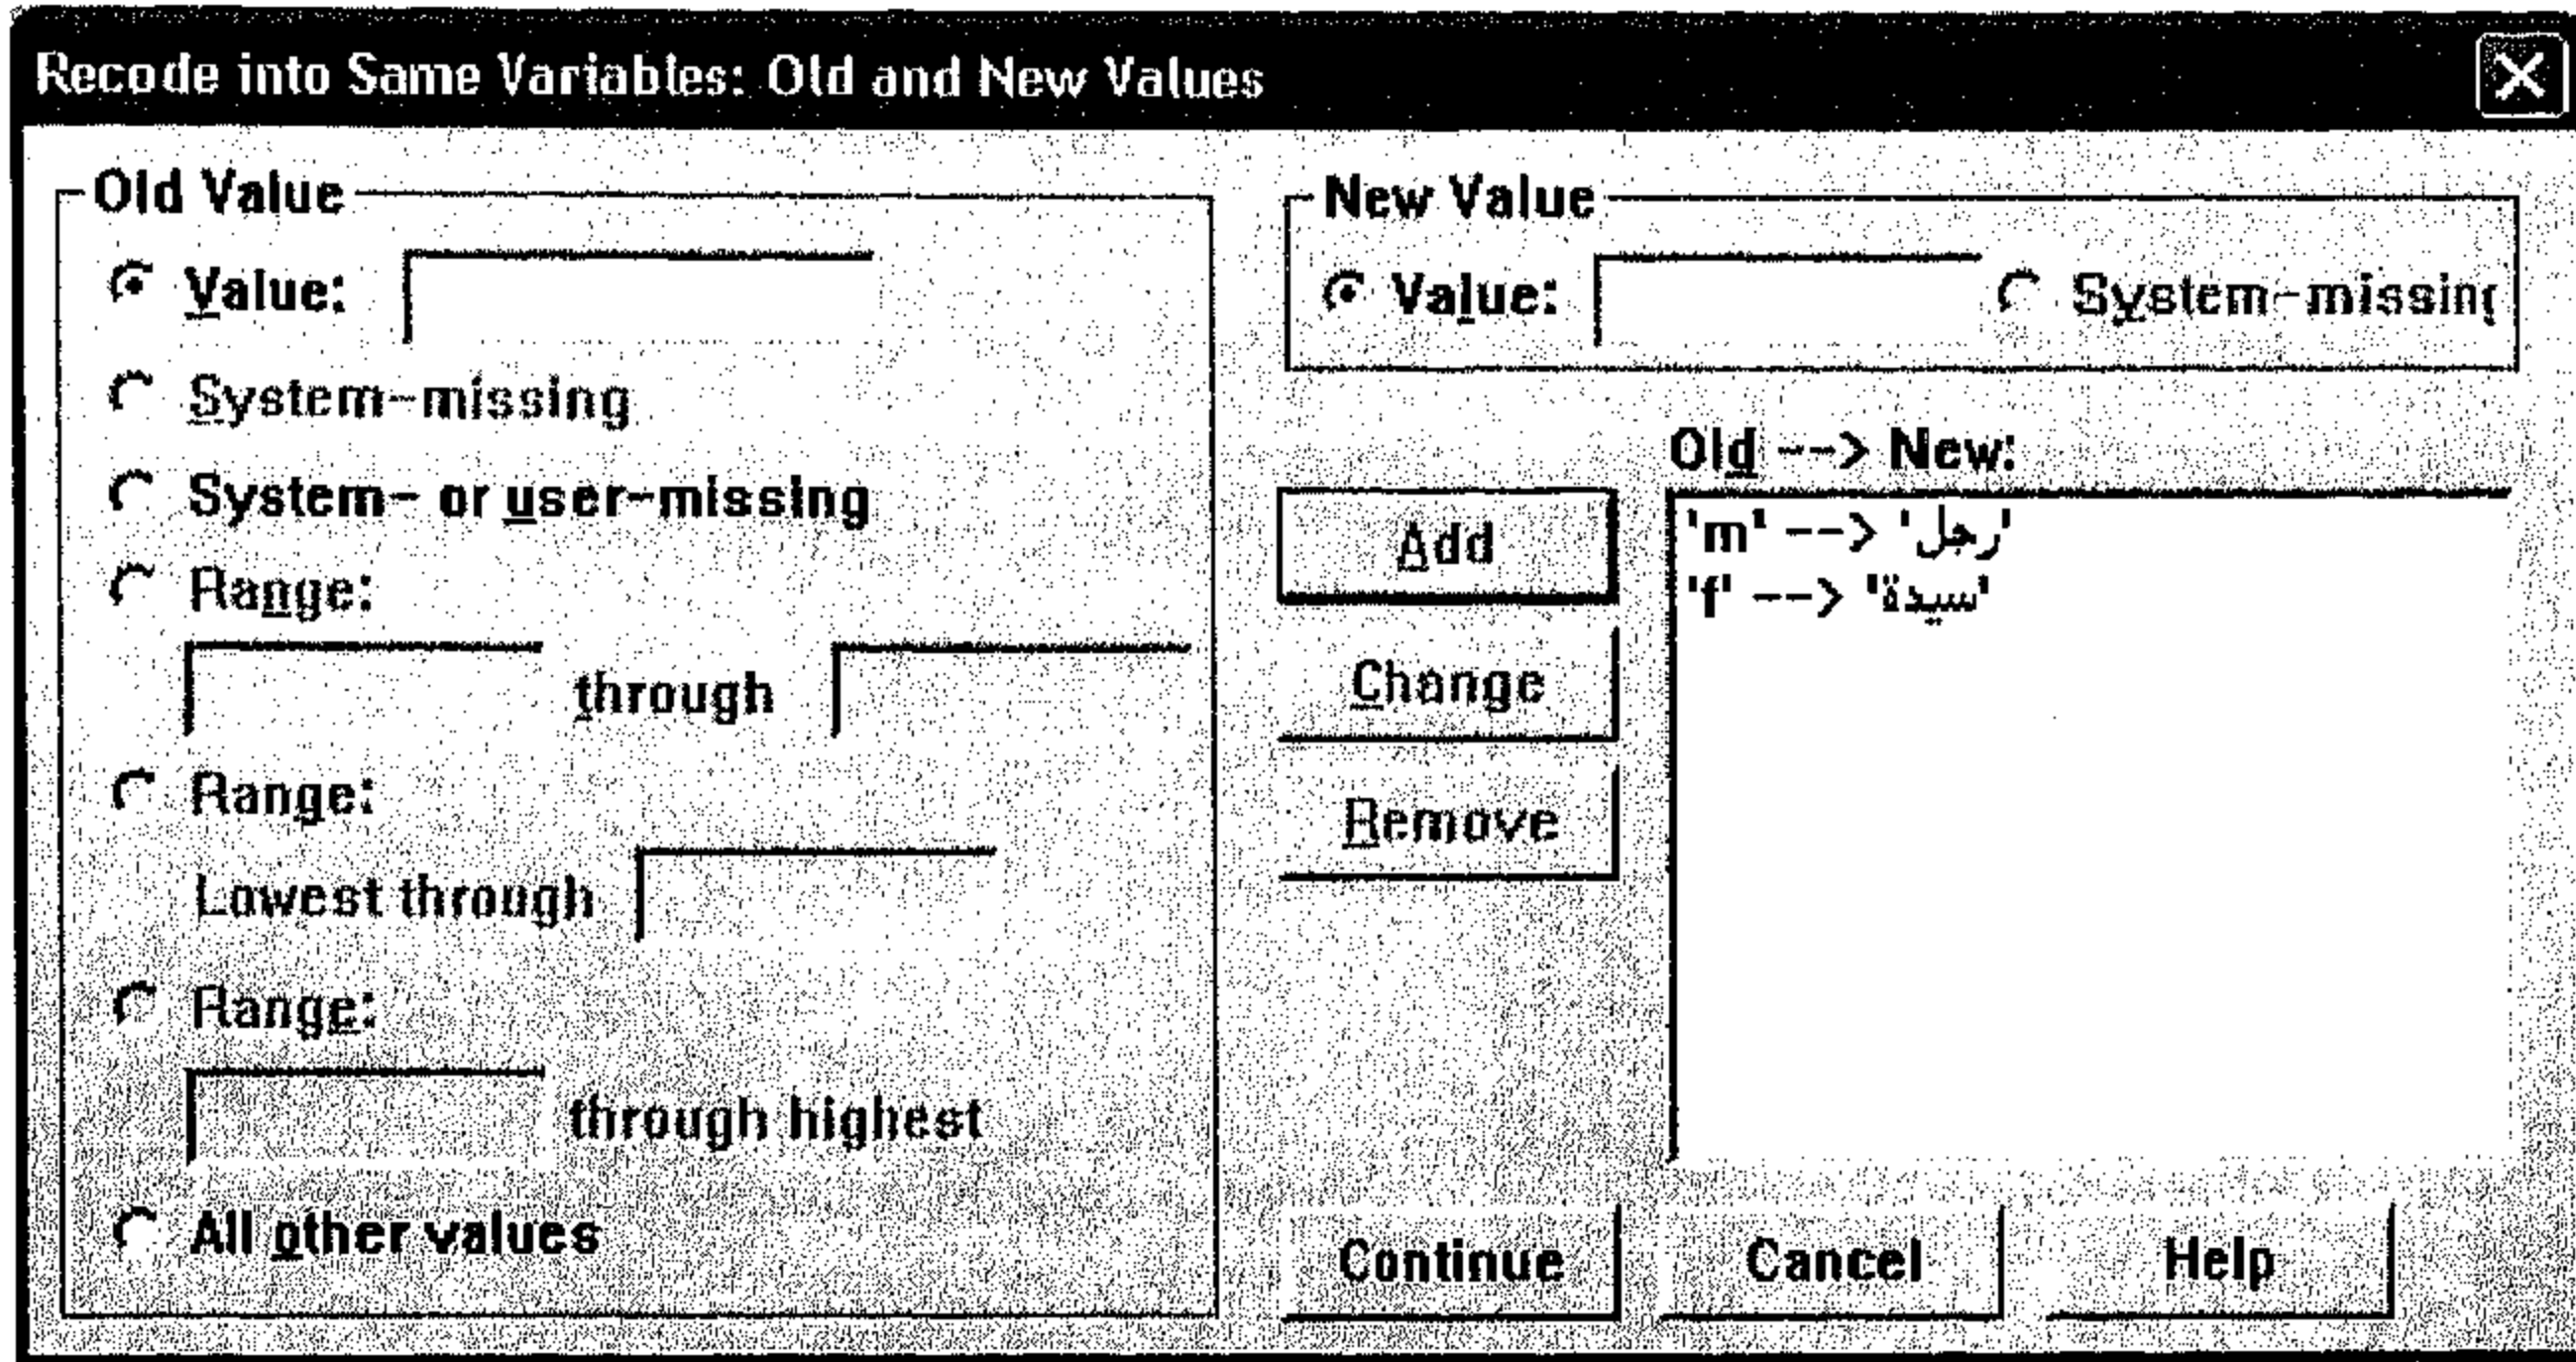 Recode into Same Variables: Old and New Values
Old Value
Value:
System-missing
System- or user-missing
Range:
through
Range:
Lowest through
Range:
through highest
All other values
New Value
Value: System-missing
Old --> New:
'm' --> 'رجل'
'f' --> 'سيدة'
Add
Change
Remove
Continue Cancel Help